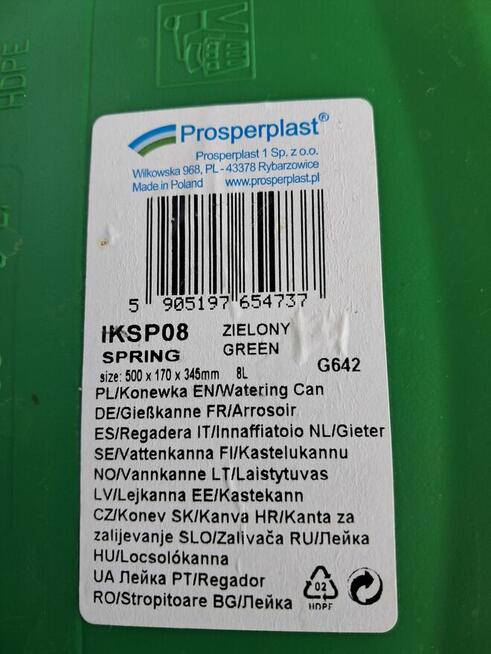 HDPE
Prosperplast®
Prosperplast 1 Sp. z o.o.
Wilkowska 968, PL - 43378 Rybarzowice
Made in Poland www.prosperplast.pl
5 905197 654737
IKSP08 ZIELONY
SPRING GREEN
G642
size: 500 x 170 x 345mm 8L
PL/Konewka EN/Watering Can
DE/Gießkanne FR/Arrosoir
ES/Regadera IT/Innaffiatoio NL/Gieter
SE/Vattenkanna FI/Kastelukannu
NO/Vannkanne LT/Laistytuvas
LV/Lejkanna EE/Kastekann
CZ/Konev SK/Kanva HR/Kanta za
zalijevanje SLO/Zalivača RU/Лейка
HU/Locsolókanna
UA Лейка PT/Regador
RO/Stropitoare BG/Лейка
02
HDPE